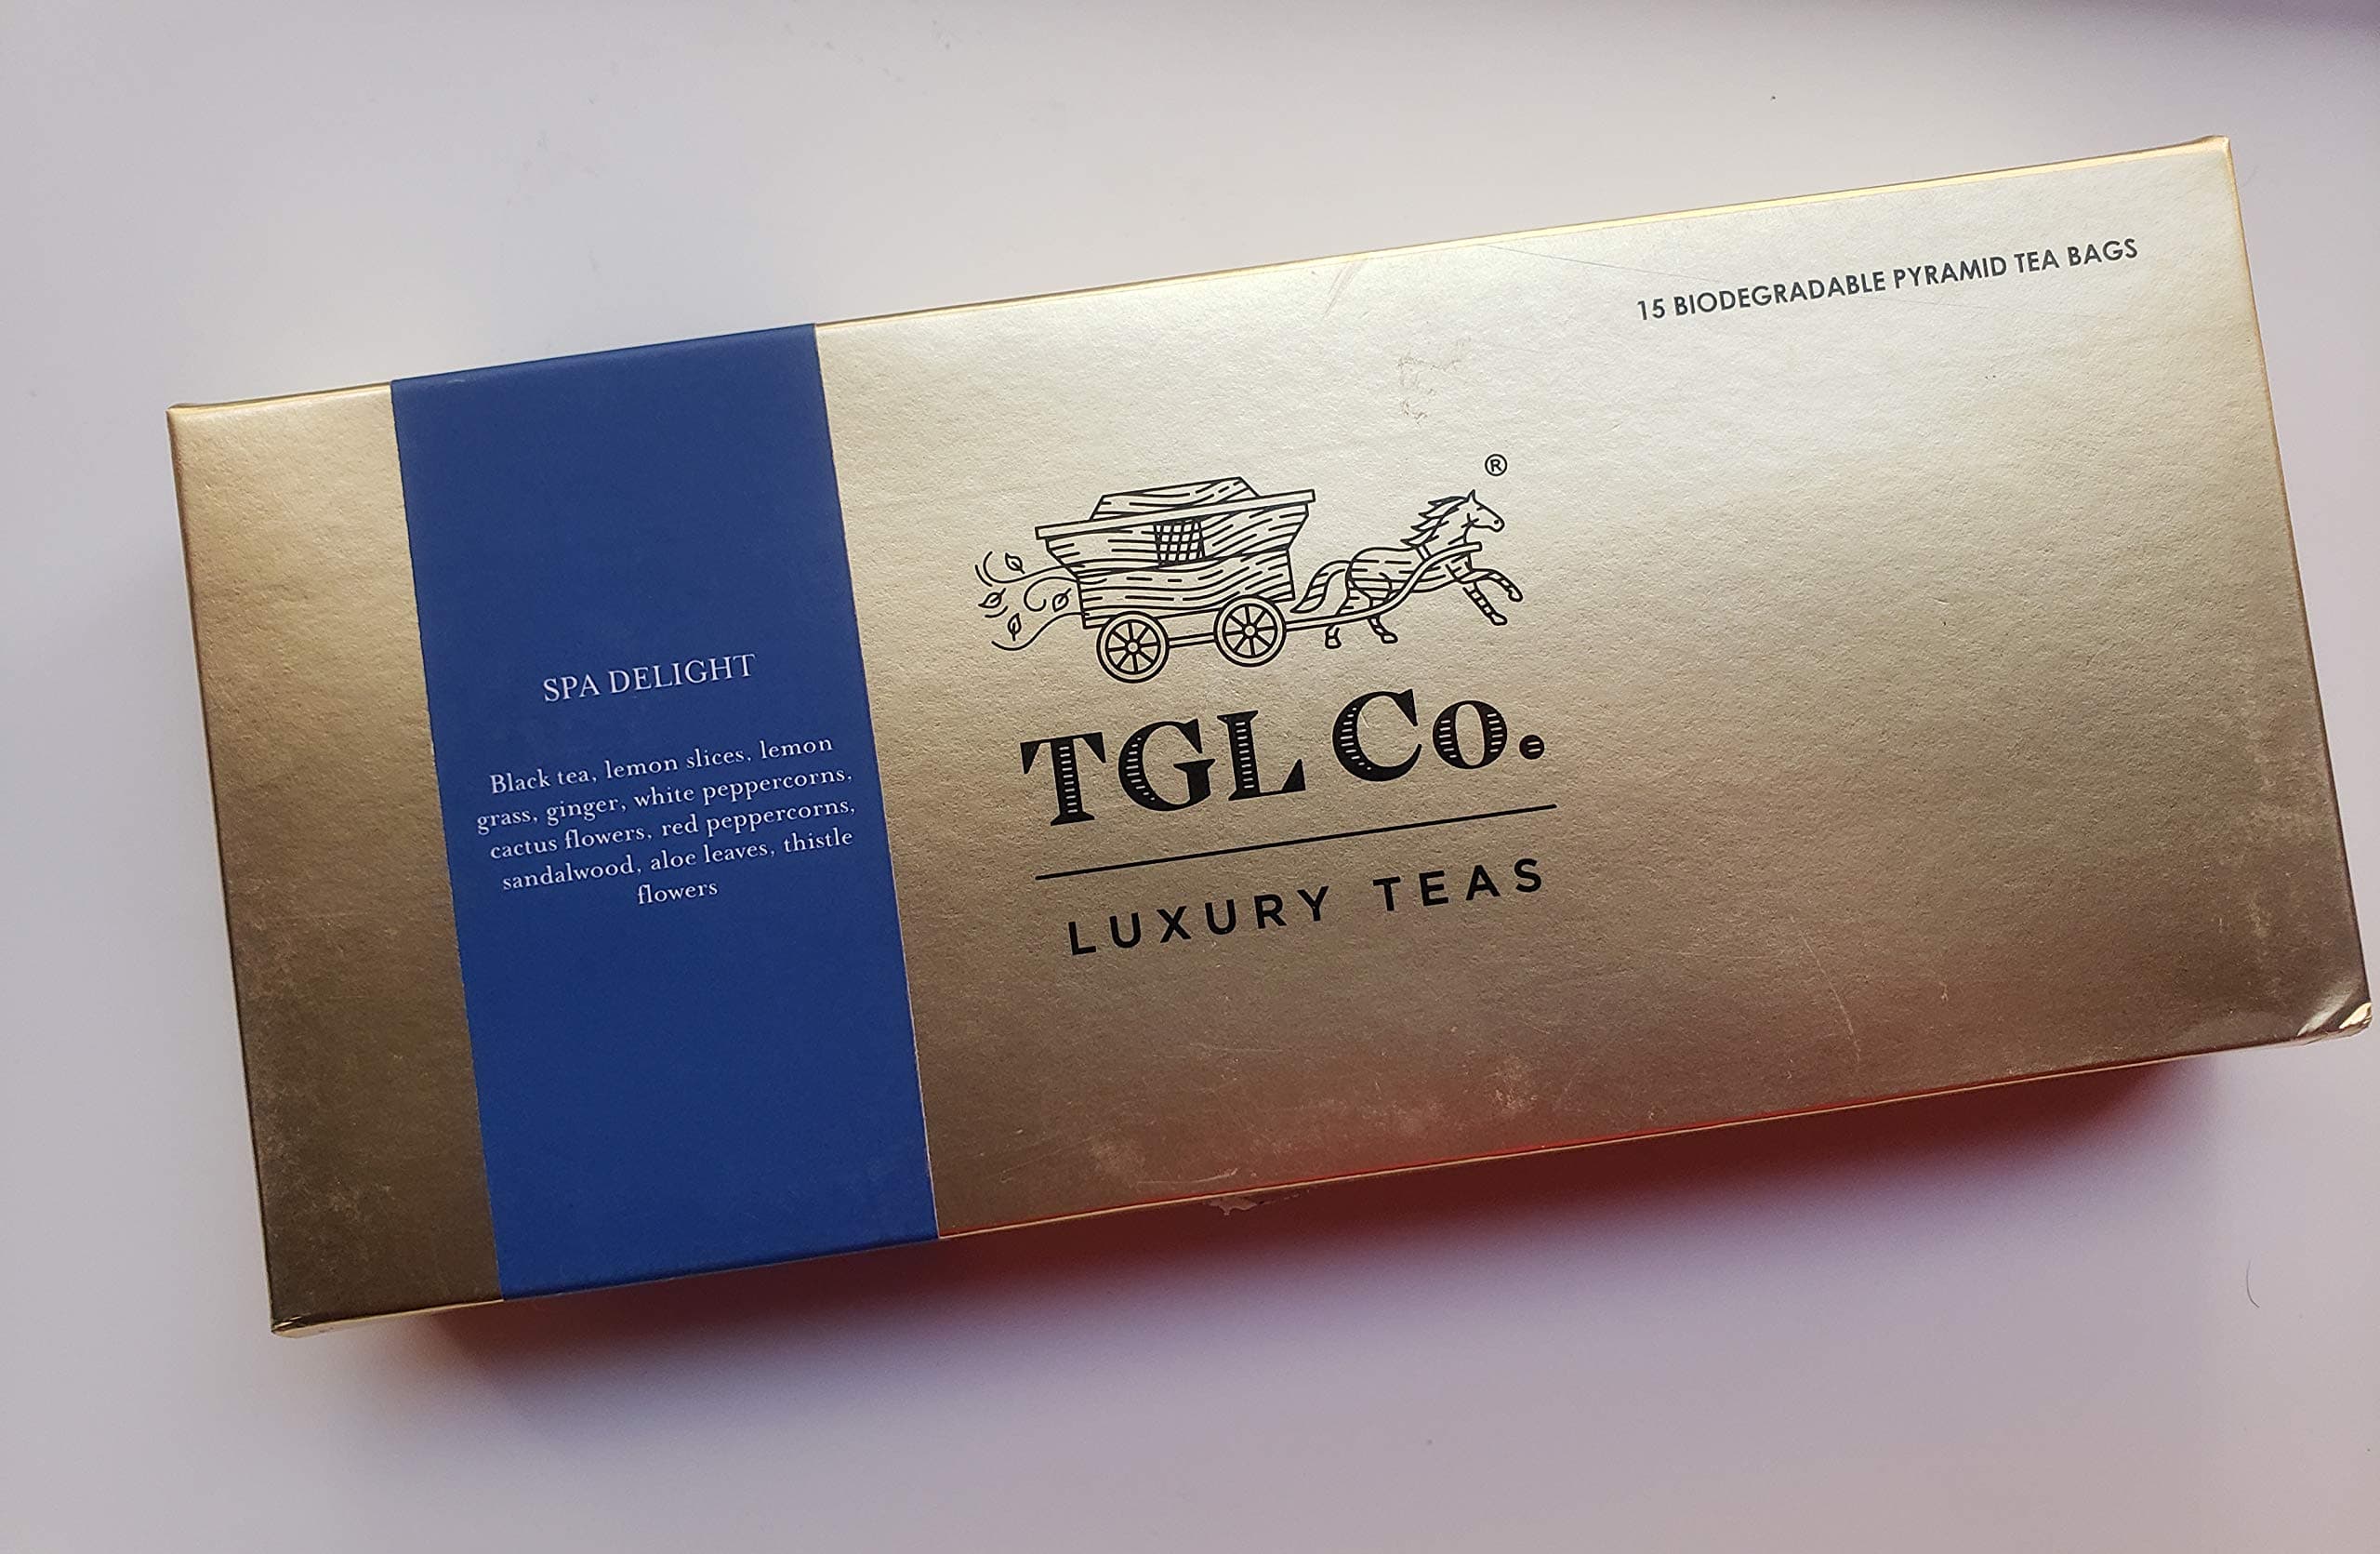 15 BIODEGRADABLE PYRAMID TEA BAGS
®
TGL Co.
LUXURY TEAS
SPA DELIGHT
Black tea, lemon slices, lemon
grass, ginger, white peppercorns,
cactus flowers, red peppercorns,
sandalwood, aloe leaves, thistle
flowers